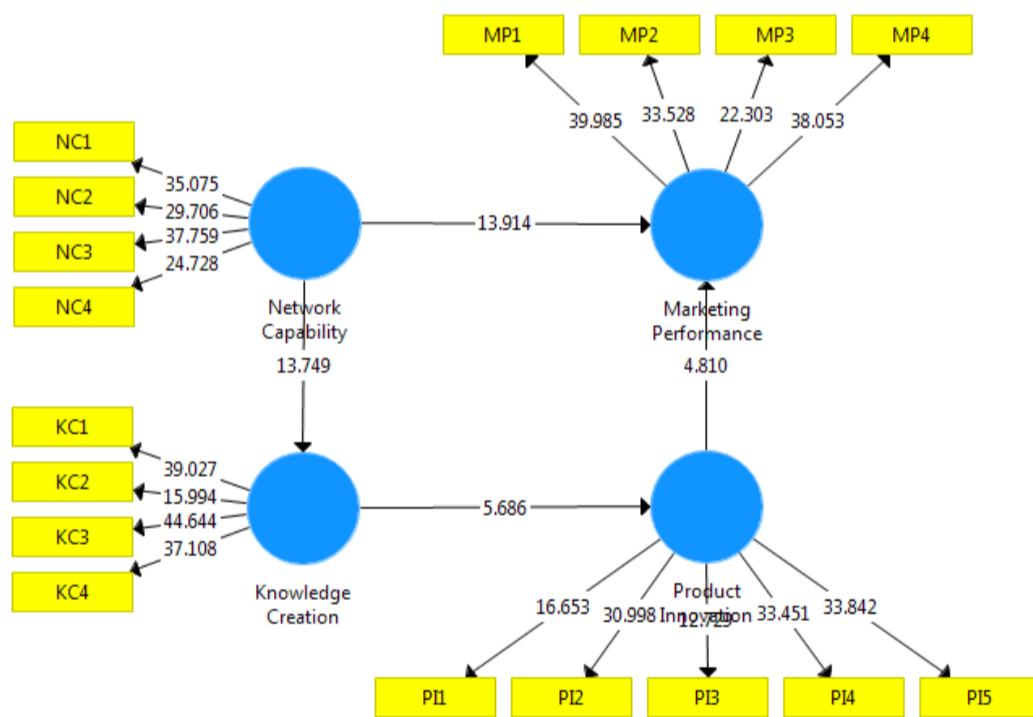 MP1
MP2
MP3
MP4
39.985
33.528
22.303
38.053
NC1
NC2
NC3
NC4
35.075
29.706
37.759
24.728
13.914
Network
Capability
Marketing
Performance
13.749
4.810
KC1
KC2
KC3
KC4
39.027
15.994
44.644
37.108
5.686
Knowledge
Creation
Product
Innovation
16.653
30.998
33.451
33.842
PI1
PI2
PI3
PI4
PI5